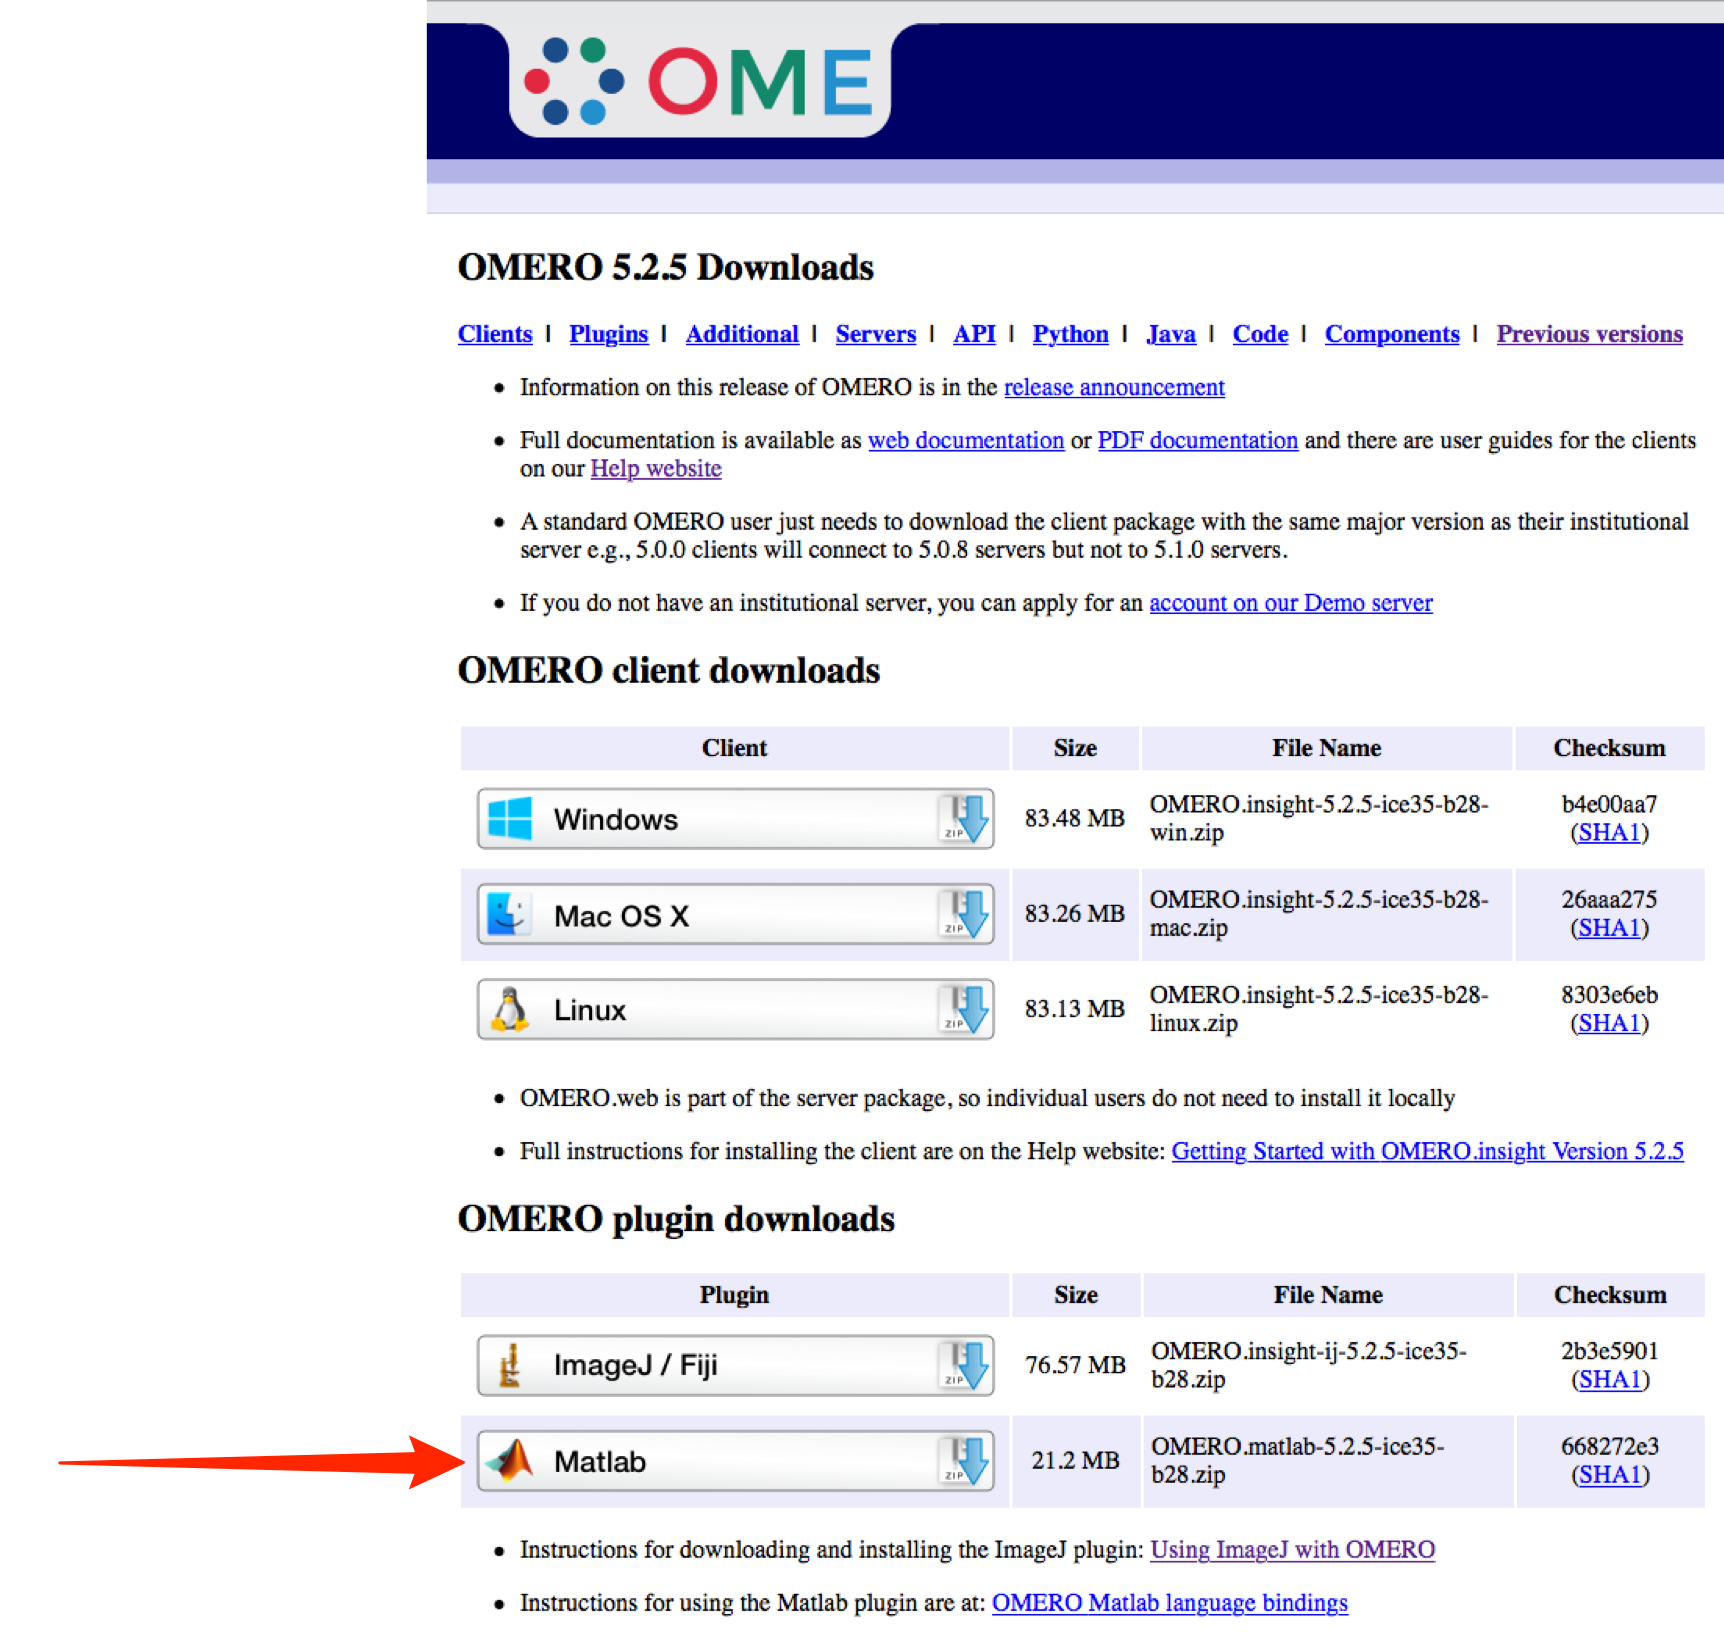 OME
OMERO 5.2.5 Downloads
Clients | Plugins | Additional | Servers | API | Python | Java | Code | Components | Previous versions
• Information on this release of OMERO is in the release announcement
• Full documentation is available as web documentation or PDF documentation and there are user guides for the clients
on our Help website
• A standard OMERO user just needs to download the client package with the same major version as their institutional
server e.g., 5.0.0 clients will connect to 5.0.8 servers but not to 5.1.0 servers.
• If you do not have an institutional server, you can apply for an account on our Demo server
OMERO client downloads
Client Size File Name Checksum
Windows ZIP 83.48 MB OMERO.insight-5.2.5-ice35-b28-
win.zip b4e00aa7
(SHA1)
Mac OS X ZIP 83.26 MB OMERO.insight-5.2.5-ice35-b28-
mac.zip 26aaa275
(SHA1)
Linux ZIP 83.13 MB OMERO.insight-5.2.5-ice35-b28-
linux.zip 8303e6eb
(SHA1)
• OMERO.web is part of the server package, so individual users do not need to install it locally
• Full instructions for installing the client are on the Help website: Getting Started with OMERO.insight Version 5.2.5
OMERO plugin downloads
Plugin Size File Name Checksum
ImageJ / Fiji ZIP 76.57 MB OMERO.insight-ij-5.2.5-ice35-
b28.zip 2b3e5901
(SHA1)
Matlab ZIP 21.2 MB OMERO.matlab-5.2.5-ice35-
b28.zip 668272e3
(SHA1)
• Instructions for downloading and installing the ImageJ plugin: Using ImageJ with OMERO
• Instructions for using the Matlab plugin are at: OMERO Matlab language bindings